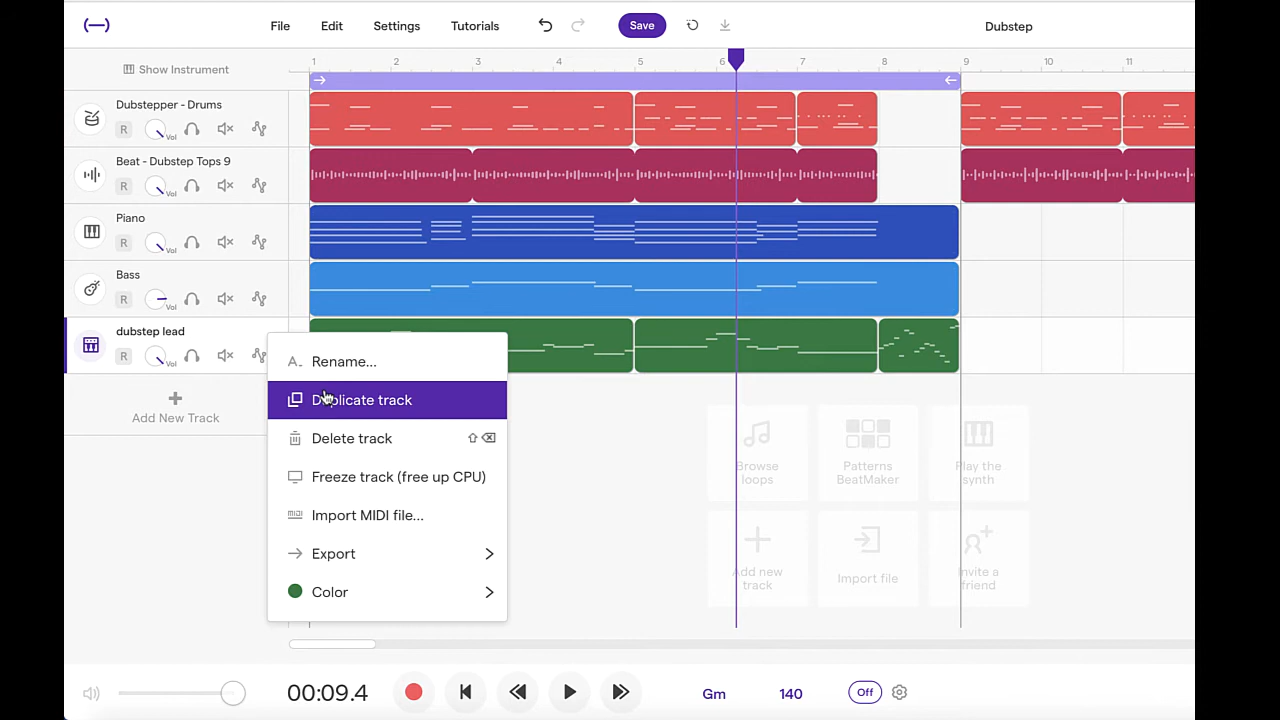 File Edit Settings Tutorials Save Dubstep
Show Instrument 1 2 3 4 5 6 7 8 9 10 11
Dubstepper - Drums
R Vol
Beat - Dubstep Tops 9
R Vol
Piano
R Vol
Bass
R Vol
dubstep lead
R Vol
Add New Track
A.. Rename...
Duplicate track
Delete track
Freeze track (free up CPU)
midi Import MIDI file...
Export
Color
Browse
loops
Patterns
BeatMaker
Play the
synth
Add new
track
Import file
Invite a
friend
00:09.4 Gm 140 Off